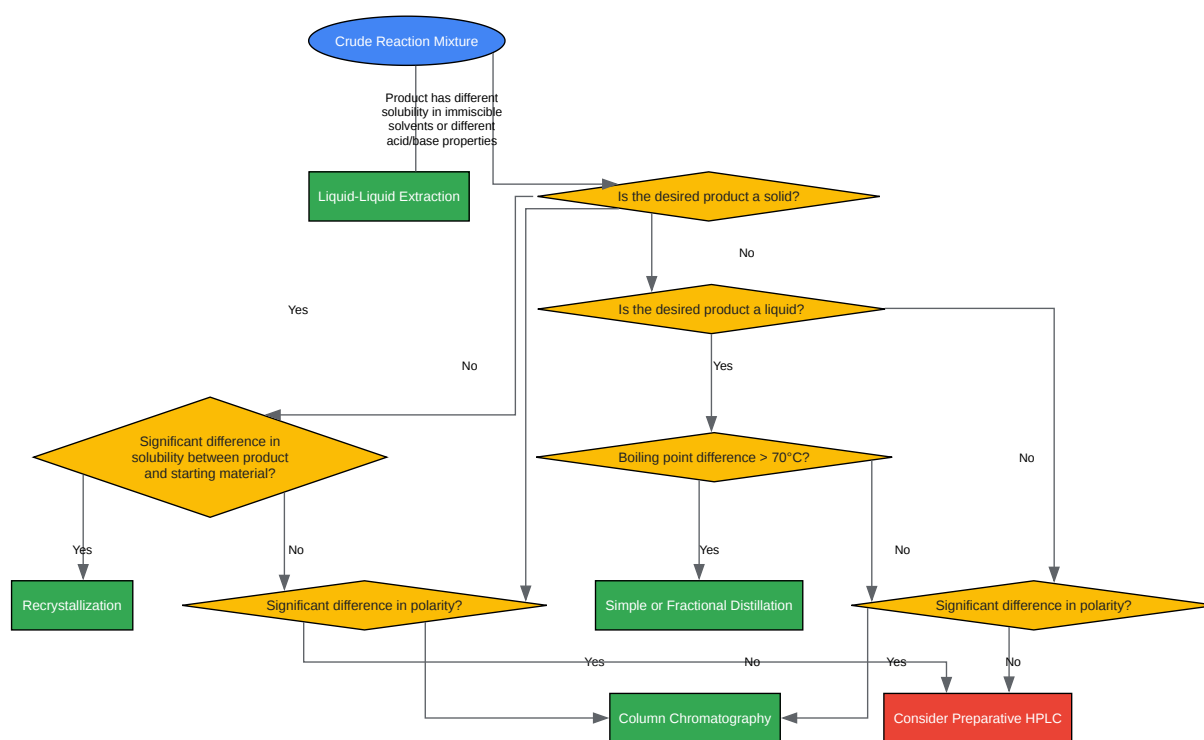 Crude Reaction Mixture
Product has different
solubility in immiscible
solvents or different
acid/base properties
Liquid-Liquid Extraction
Is the desired product a solid?
No
Is the desired product a liquid?
Yes
No
Yes
Significant difference in
solubility between product
and starting material?
Boiling point difference > 70°C?
No
Yes
No
Yes
No
Recrystallization
Significant difference in polarity?
Simple or Fractional Distillation
Significant difference in polarity?
Yes
No
Yes
No
Column Chromatography
Consider Preparative HPLC